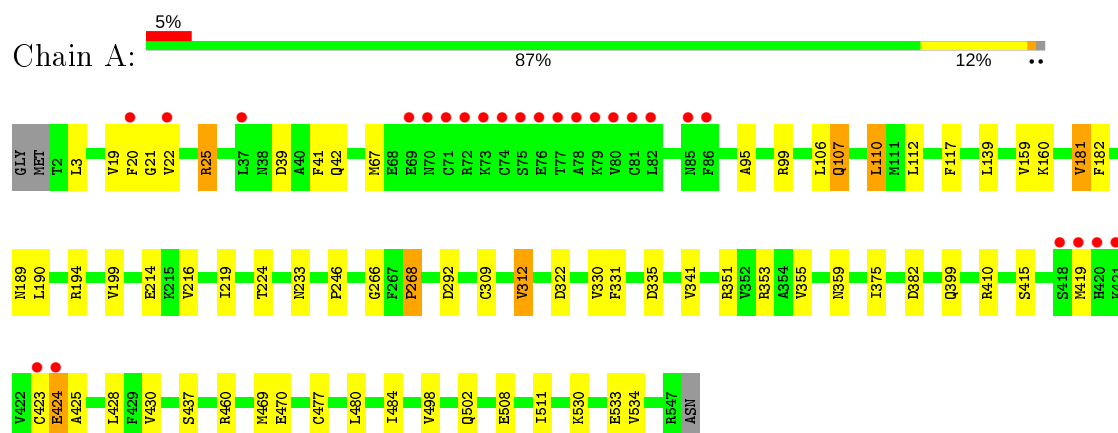 5%
Chain A:
87% 12% ••
GLY MET T2 L3 V19 F20 G21 V22 R25 L37 N38 D39 A40 F41 Q42 M67 E68 E69 N70 C71 R72 K73 C74 S75 E76 T77 A78 K79 V80 C81 L82 N85 F86 A95 R99 L106 Q107 L110 M111 L112 F117 L139 V159 K160 V181 F182
N189 L190 R194 V199 E214 K215 V216 I219 T224 N233 P246 G266 F267 P268 D292 C309 V312 D322 V330 F331 D335 V341 R351 V352 R353 A354 V355 N359 I375 D382 Q399 R410 S415 S418 M419 H420 K421
V422 C423 E424 A425 L428 F429 V430 S437 R460 M469 E470 C477 L480 I484 V498 Q502 E508 I511 K530 E533 V534 R547 ASN